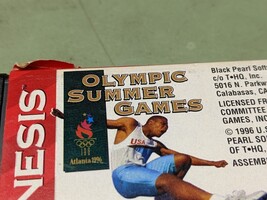 NESIS
OLYMPIC
SUMMER
GAMES
Atlanta 1996
USA
Black Pearl Soft
c/o T•HQ, Inc.
5016 N. Parkw
Calabasas, CA
LICENSED FR
COMMITTEE
GAMES, INC
© 1996 U.S
PEARL SO
OF T•HQ,
ASSEMB